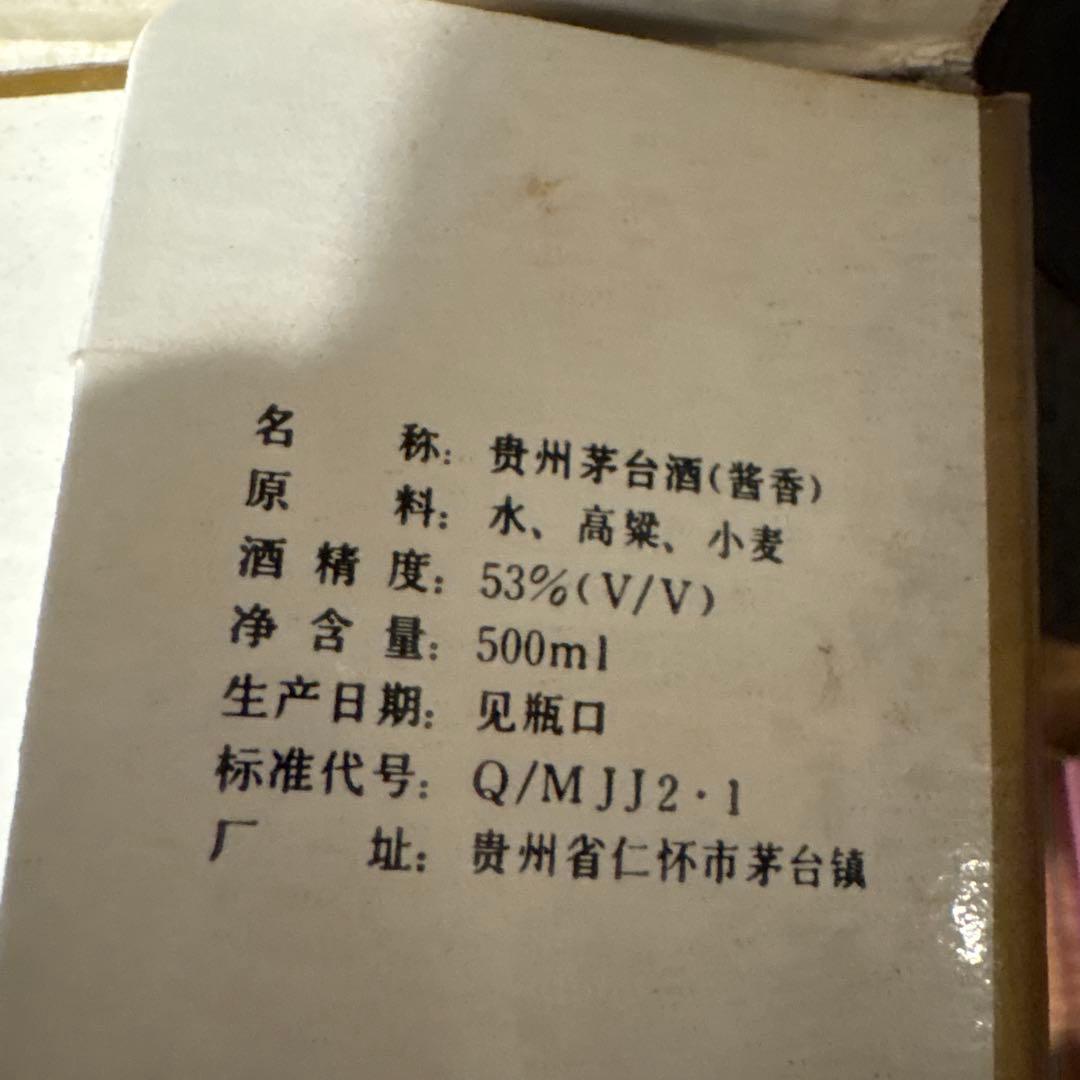 名称：贵州茅台酒(酱香)
原料：水、高粱、小麦
酒精度：53%(V/V)
净含量：500ml
生产日期：见瓶口
标准代号：Q/MJJ2·1
厂址：贵州省仁怀市茅台镇